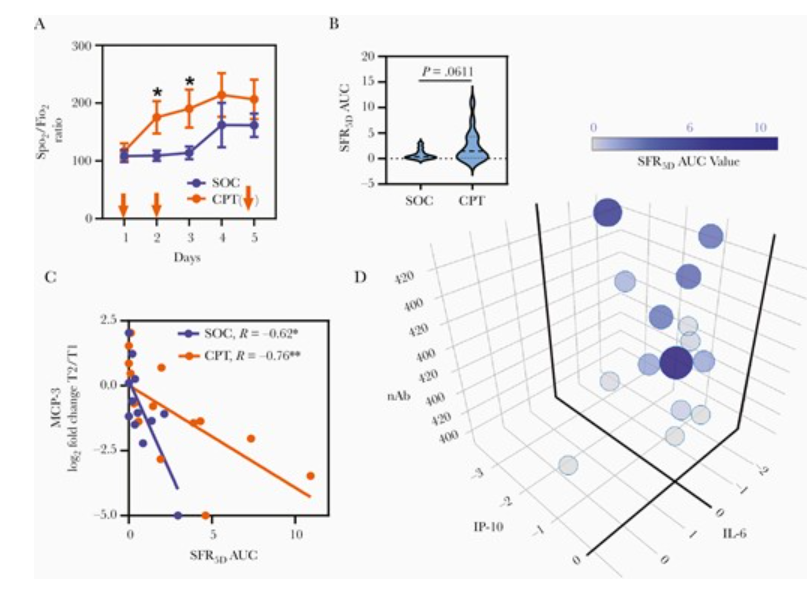 A
300
200
100
0
Spo2/Fio2
ratio
*
*
SOC
CPT
1 2 3 4 5
Days
B
20
15
10
5
0
−5
SFR5D AUC
P = .0611
SOC CPT
0 6 10
SFR5D AUC Value
C
2.5
0.0
−2.5
−5.0
MCP-3
log2 fold change T2/T1
SOC, R = −0.62*
CPT, R = −0.76**
0 5 10
SFR5D AUC
D
420
400
420
400
420
400
420
400
nAb
−3
−2
−1
0
IP-10
−2
−1
0
1
0
IL-6